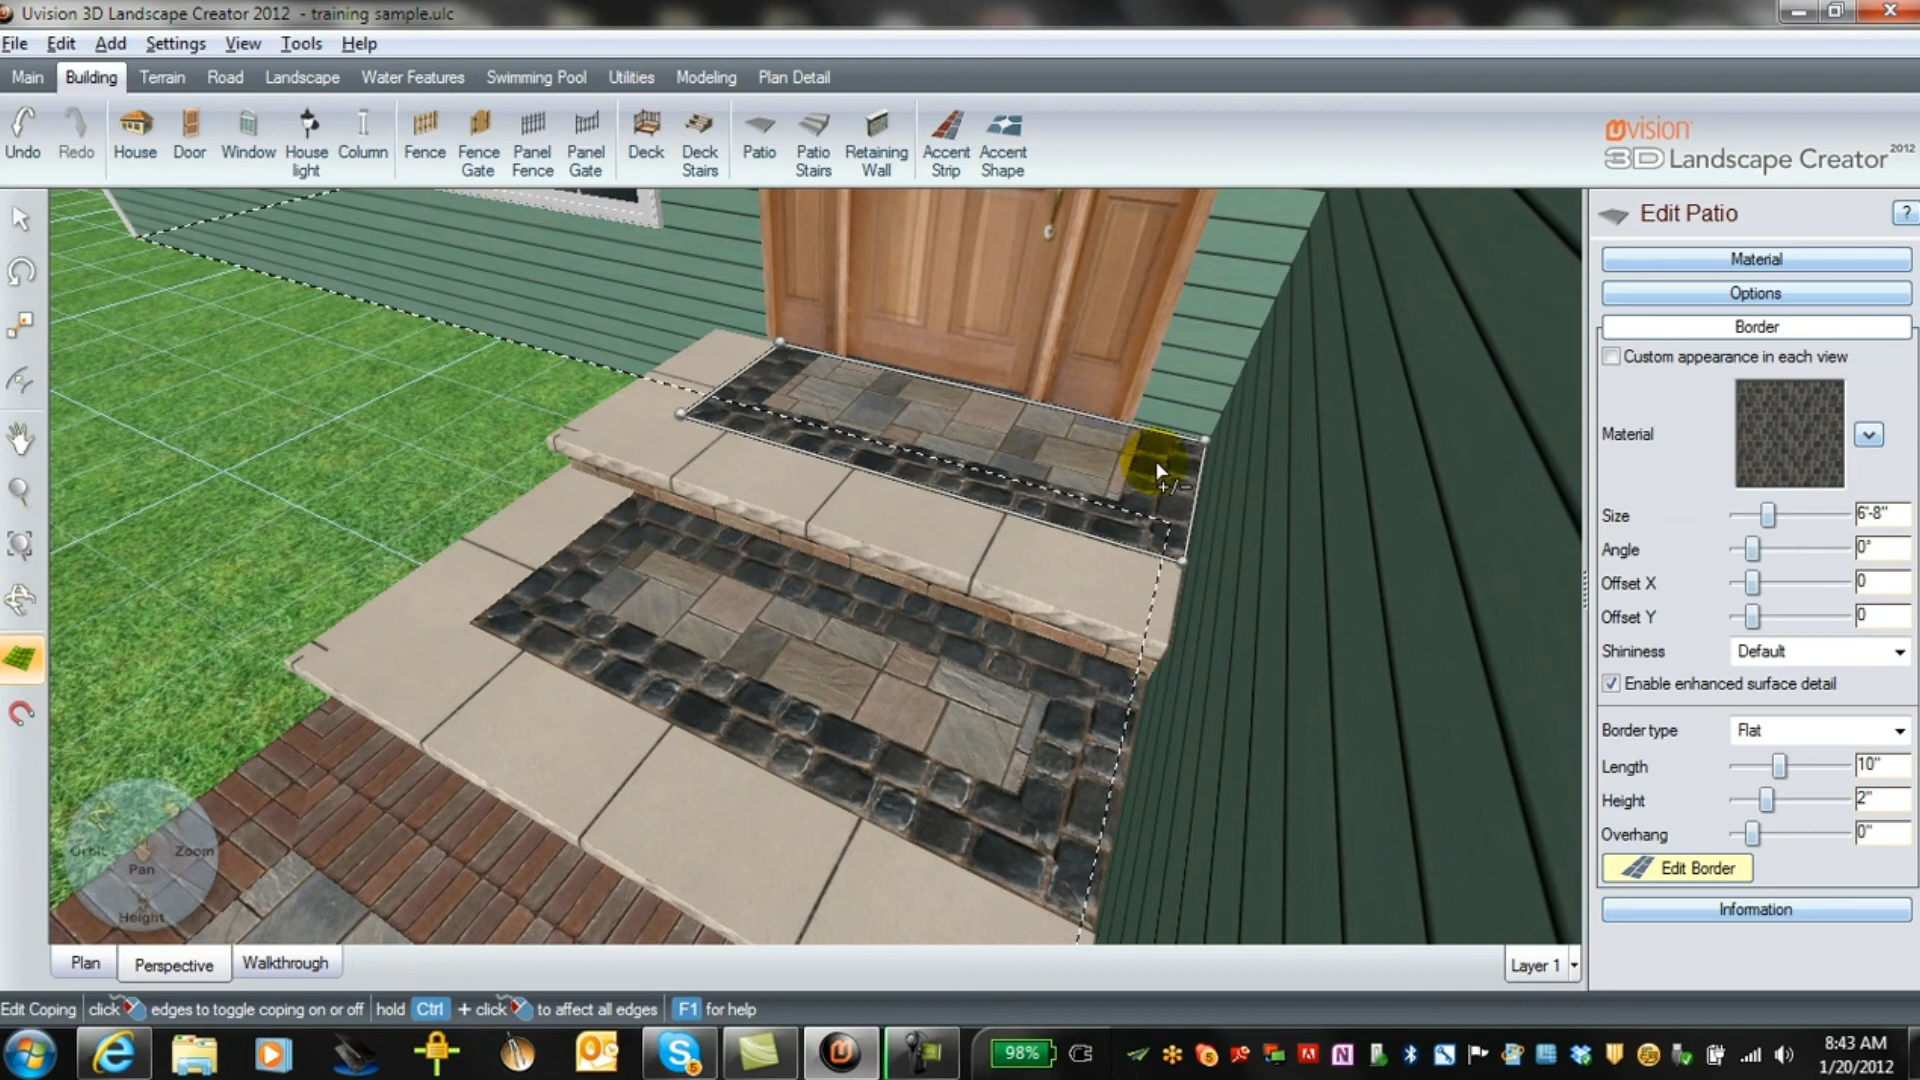 Uvision 3D Landscape Creator 2012 - training sample.ulc
File Edit Add Settings View Tools Help
Main Building Terrain Road Landscape Water Features Swimming Pool Utilities Modeling Plan Detail
Undo Redo House Door Window House light Column Fence Fence Gate Panel Fence Panel Gate Deck Deck Stairs Patio Patio Stairs Retaining Wall Accent Strip Accent Shape
uvision
3D Landscape Creator 2012
Edit Patio ?
Material
Options
Border
Custom appearance in each view
Material
Size 6'-8"
Angle 0°
Offset X 0
Offset Y 0
Shininess Default
Enable enhanced surface detail
Border type Flat
Length 10"
Height 2"
Overhang 0"
Edit Border
Information
+/-
Orbit Zoom
Pan
Height
Plan Perspective Walkthrough
Layer 1
Edit Coping click edges to toggle coping on or off hold Ctrl + click to affect all edges F1 for help
98%
8:43 AM
1/20/2012